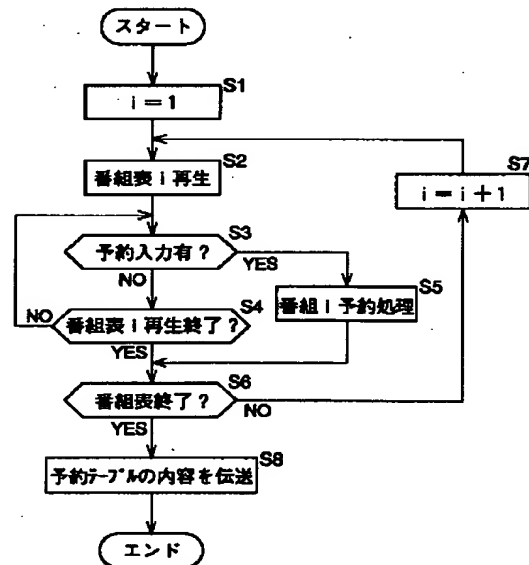 スタート
S1
i=1
S2
番組表i再生
S7
i=i+1
S3
予約入力有?
YES
NO
S4
NO
番組表i再生終了?
YES
S5
番組i予約処理
S6
番組表終了?
NO
YES
S8
予約テーブルの内容を伝送
エンド